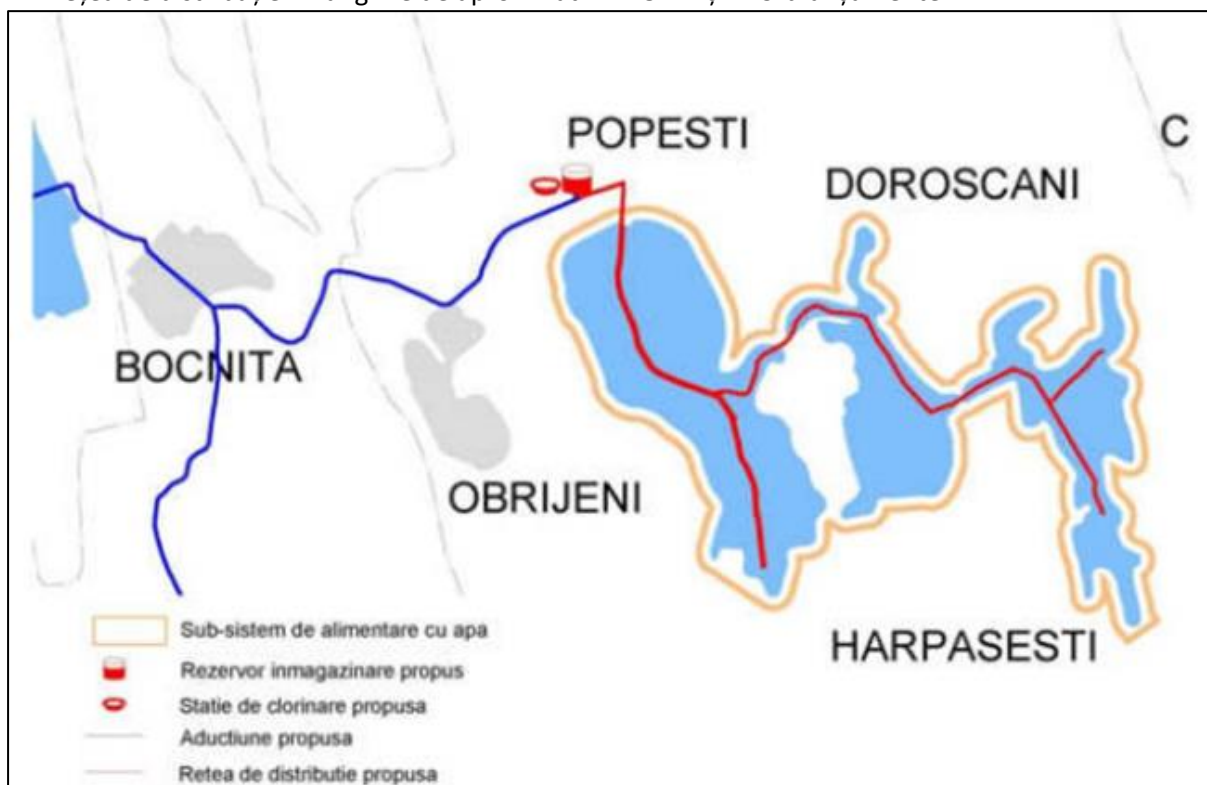 POPESTI
C
DOROSCANI
BOCNITA
OBRIJENI
HARPASESTI
Sub-sistem de alimentare cu apa
Rezervor inmagazinare propus
Statie de clorinare propusa
Aductiune propusa
Retea de distributie propusa